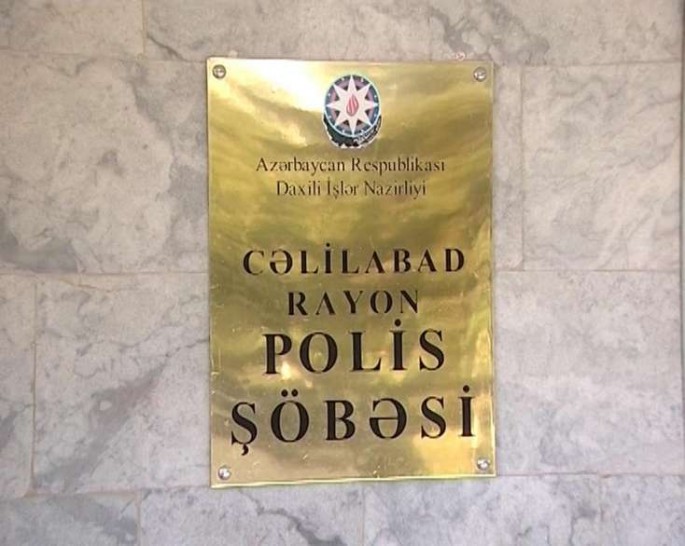 Azərbaycan Respublikası
Daxili İşlər Nazirliyi
CƏLİLABAD
RAYON
POLİS
ŞÖBƏSİ